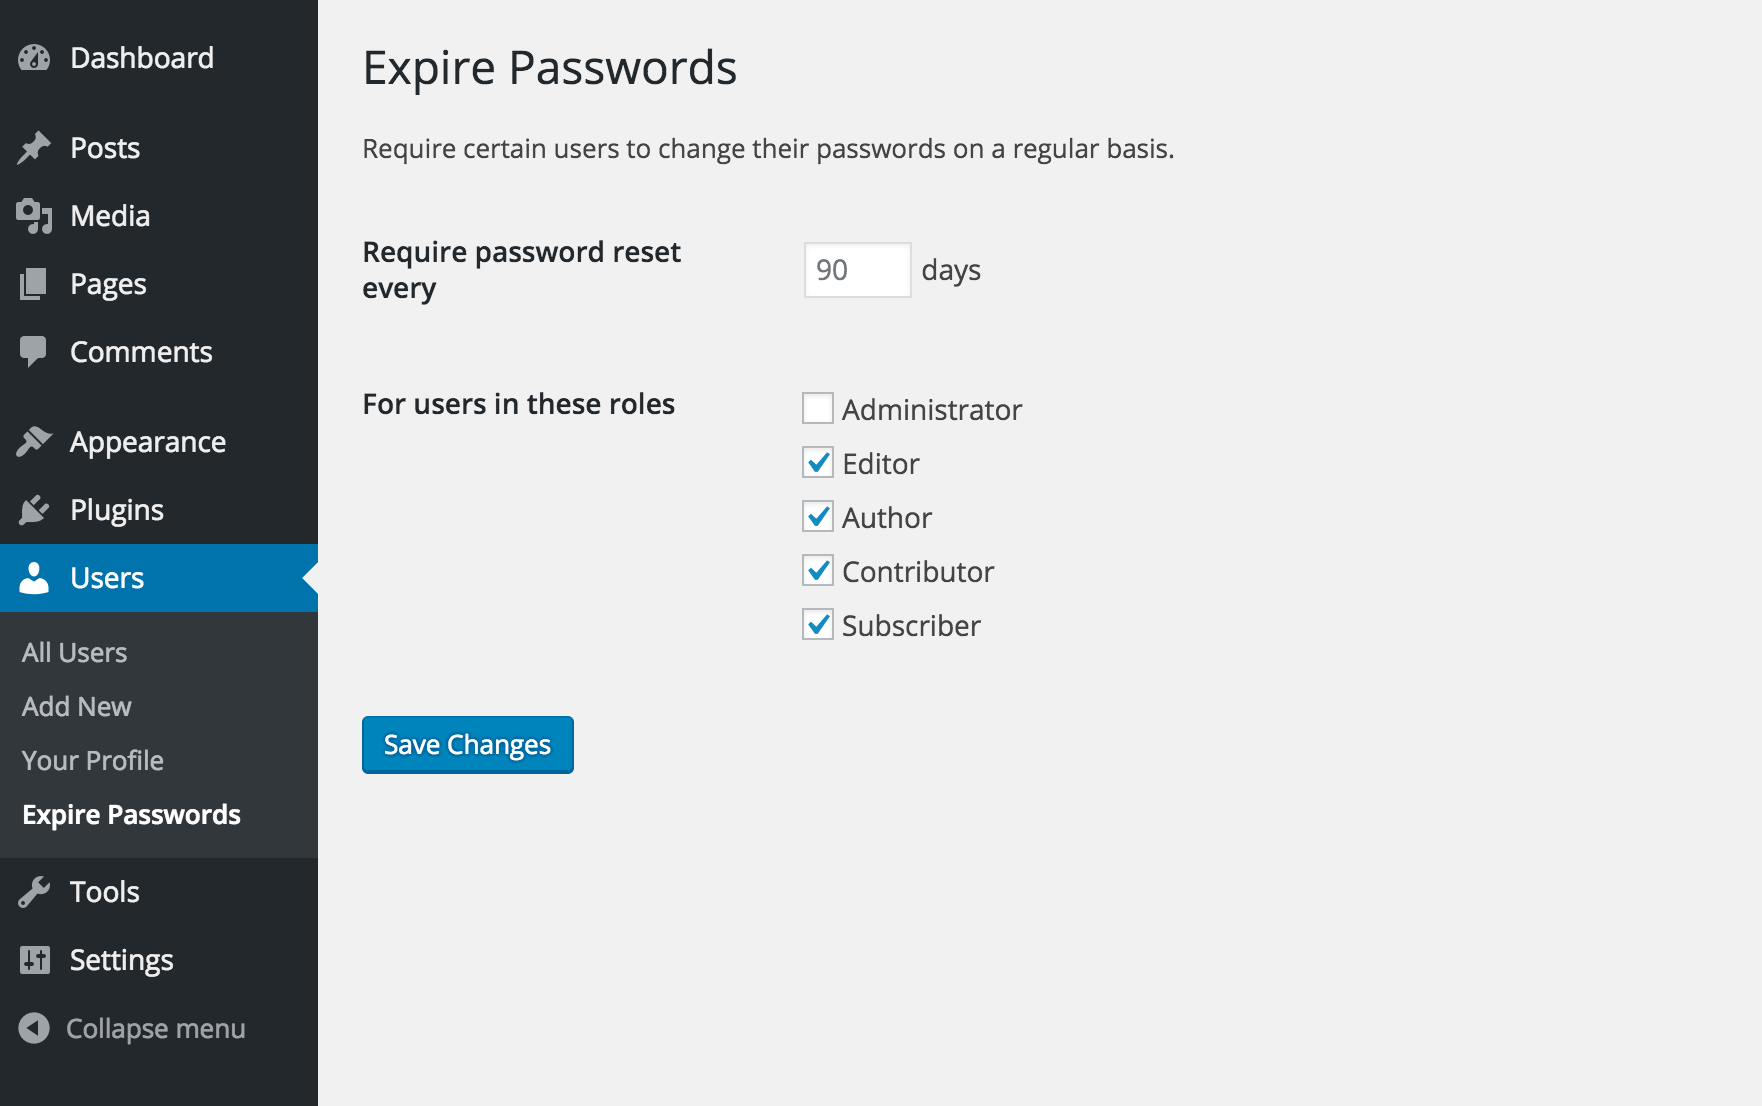 Dashboard
Posts
Media
Pages
Comments
Appearance
Plugins
Users
All Users
Add New
Your Profile
Expire Passwords
Tools
Settings
Collapse menu
Expire Passwords
Require certain users to change their passwords on a regular basis.
Require password reset
every
90 days
For users in these roles
Administrator
Editor
Author
Contributor
Subscriber
Save Changes